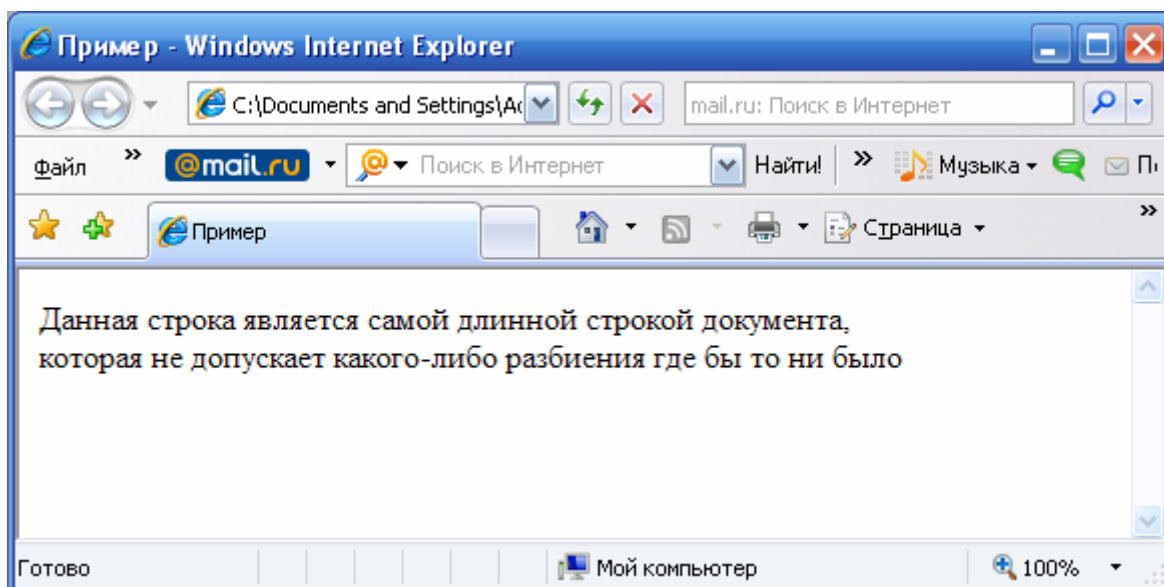 Пример - Windows Internet Explorer
C:\Documents and Settings\ mail.ru: Поиск в Интернет
Файл » @mail.ru Поиск в Интернет Найти! » Музыка
Пример Страница »
Данная строка является самой длинной строкой документа,
которая не допускает какого-либо разбиения где бы то ни было
Готово Мой компьютер 100%